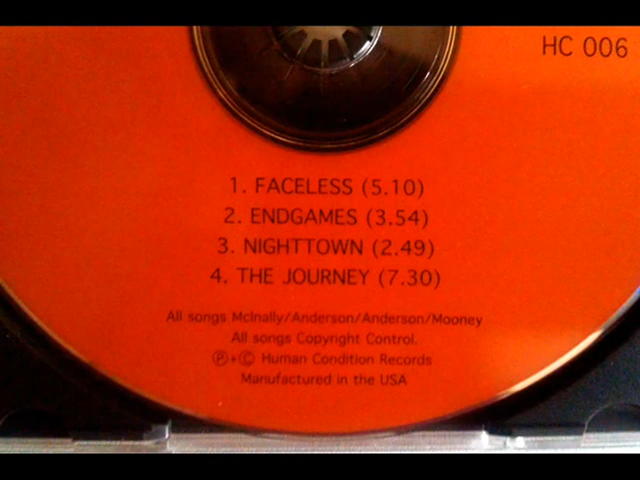 HC 006
1. FACELESS (5.10)
2. ENDGAMES (3.54)
3. NIGHTTOWN (2.49)
4. THE JOURNEY (7.30)
All songs McInally/Anderson/Anderson/Mooney
All songs Copyright Control.
℗+© Human Condition Records
Manufactured in the USA